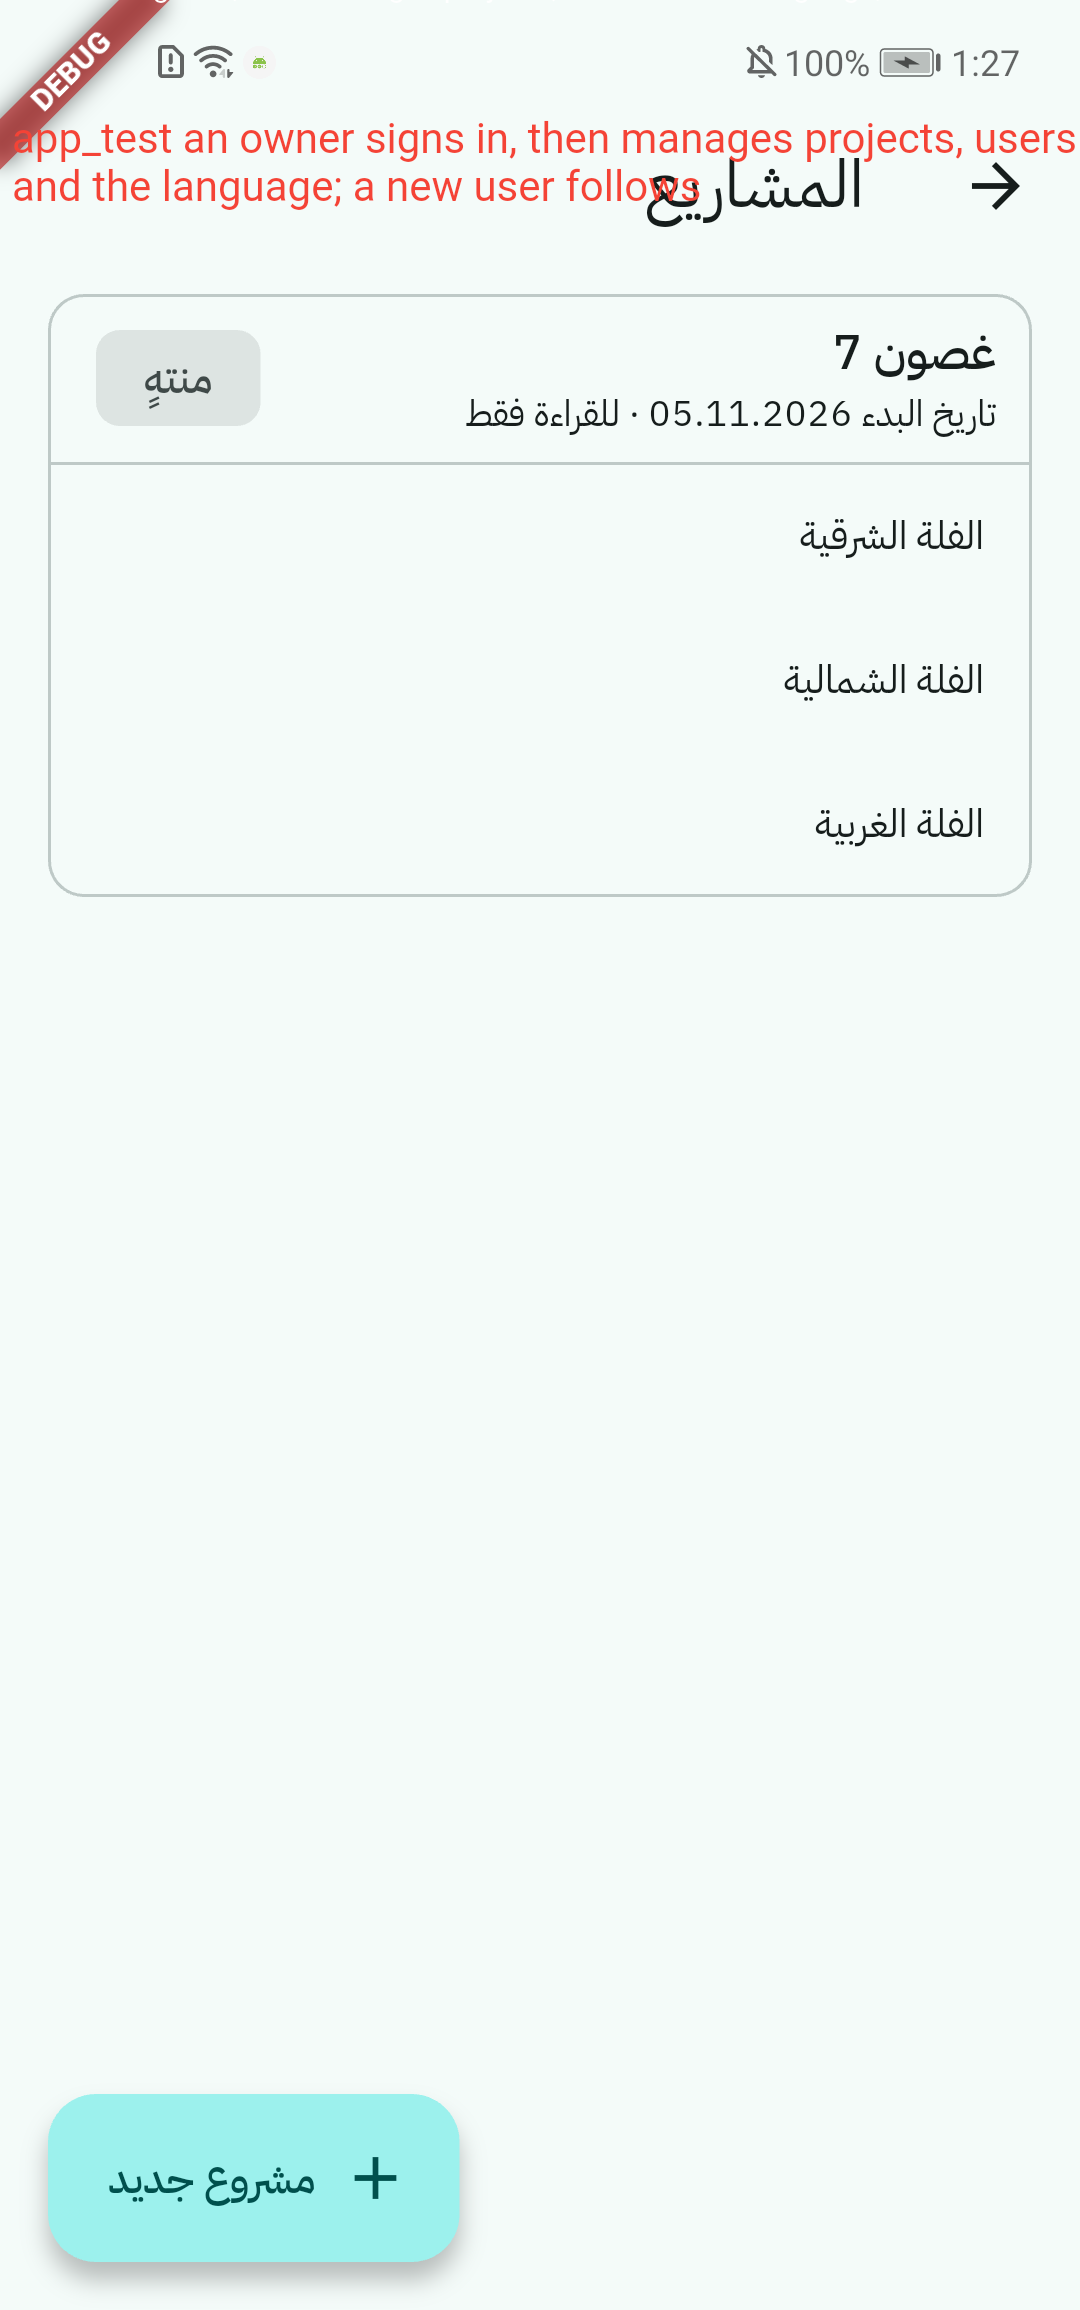 DEBUG
100% 1:27
app_test an owner signs in, then manages projects, users
and the language; a new user follows
المشاريع
غصون 7
منتهٍ
تاريخ البدء 05.11.2026 · للقراءة فقط
الفلة الشرقية
الفلة الشمالية
الفلة الغربية
مشروع جديد